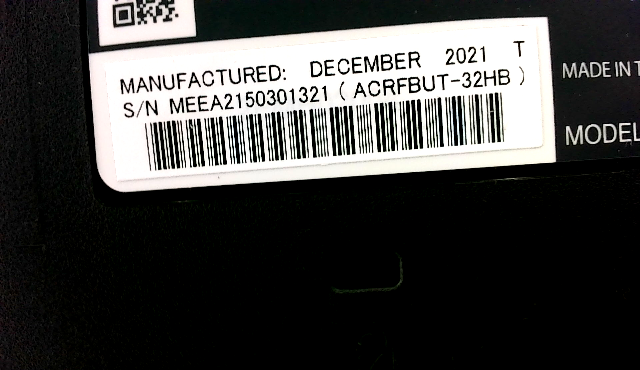 MANUFACTURED: DECEMBER 2021 T
S/N MEEA2150301321 ( ACRFBUT-32HB )
MADE IN
MODEL